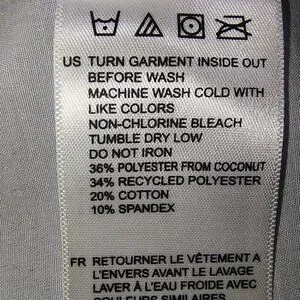 US TURN GARMENT INSIDE OUT
BEFORE WASH
MACHINE WASH COLD WITH
LIKE COLORS
NON-CHLORINE BLEACH
TUMBLE DRY LOW
DO NOT IRON
36% POLYESTER FROM COCONUT
34% RECYCLED POLYESTER
20% COTTON
10% SPANDEX
FR RETOURNER LE VÊTEMENT À
L'ENVERS AVANT LE LAVAGE
LAVER À L'EAU FROIDE AVEC
COULEURS SIMILAIRES